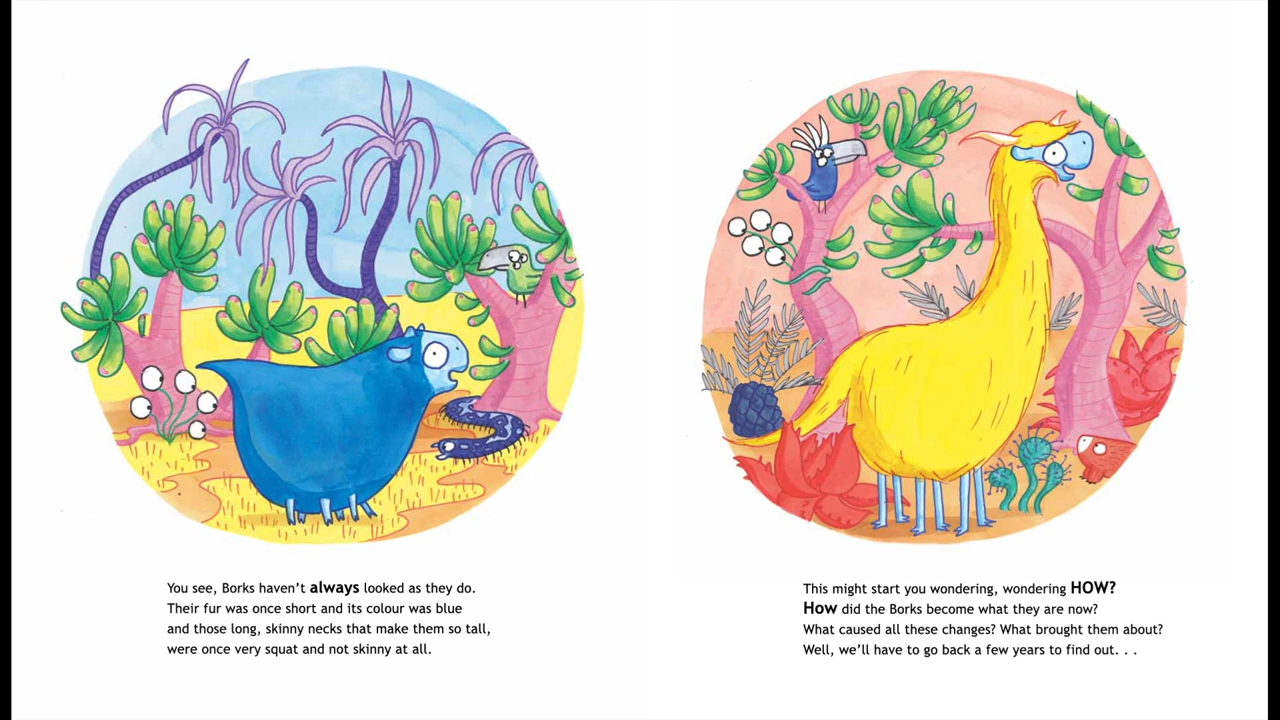 You see, Borks haven’t always looked as they do.
Their fur was once short and its colour was blue
and those long, skinny necks that make them so tall,
were once very squat and not skinny at all.
This might start you wondering, wondering HOW?
How did the Borks become what they are now?
What caused all these changes? What brought them about?
Well, we’ll have to go back a few years to find out. . .